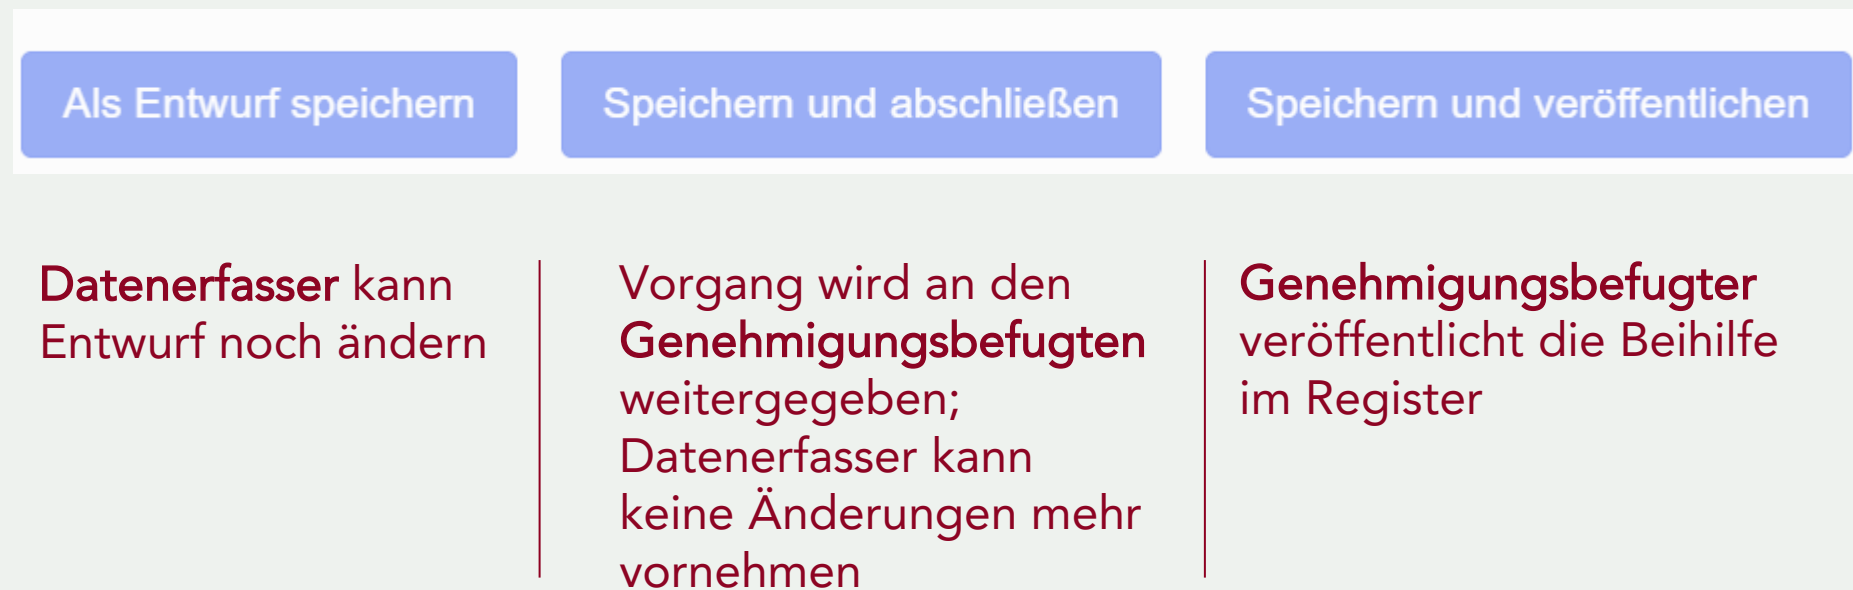 Als Entwurf speichern
Speichern und abschließen
Speichern und veröffentlichen
Datenerfasser kann
Entwurf noch ändern
Vorgang wird an den
Genehmigungsbefugten
weitergegeben;
Datenerfasser kann
keine Änderungen mehr
vornehmen
Genehmigungsbefugter
veröffentlicht die Beihilfe
im Register